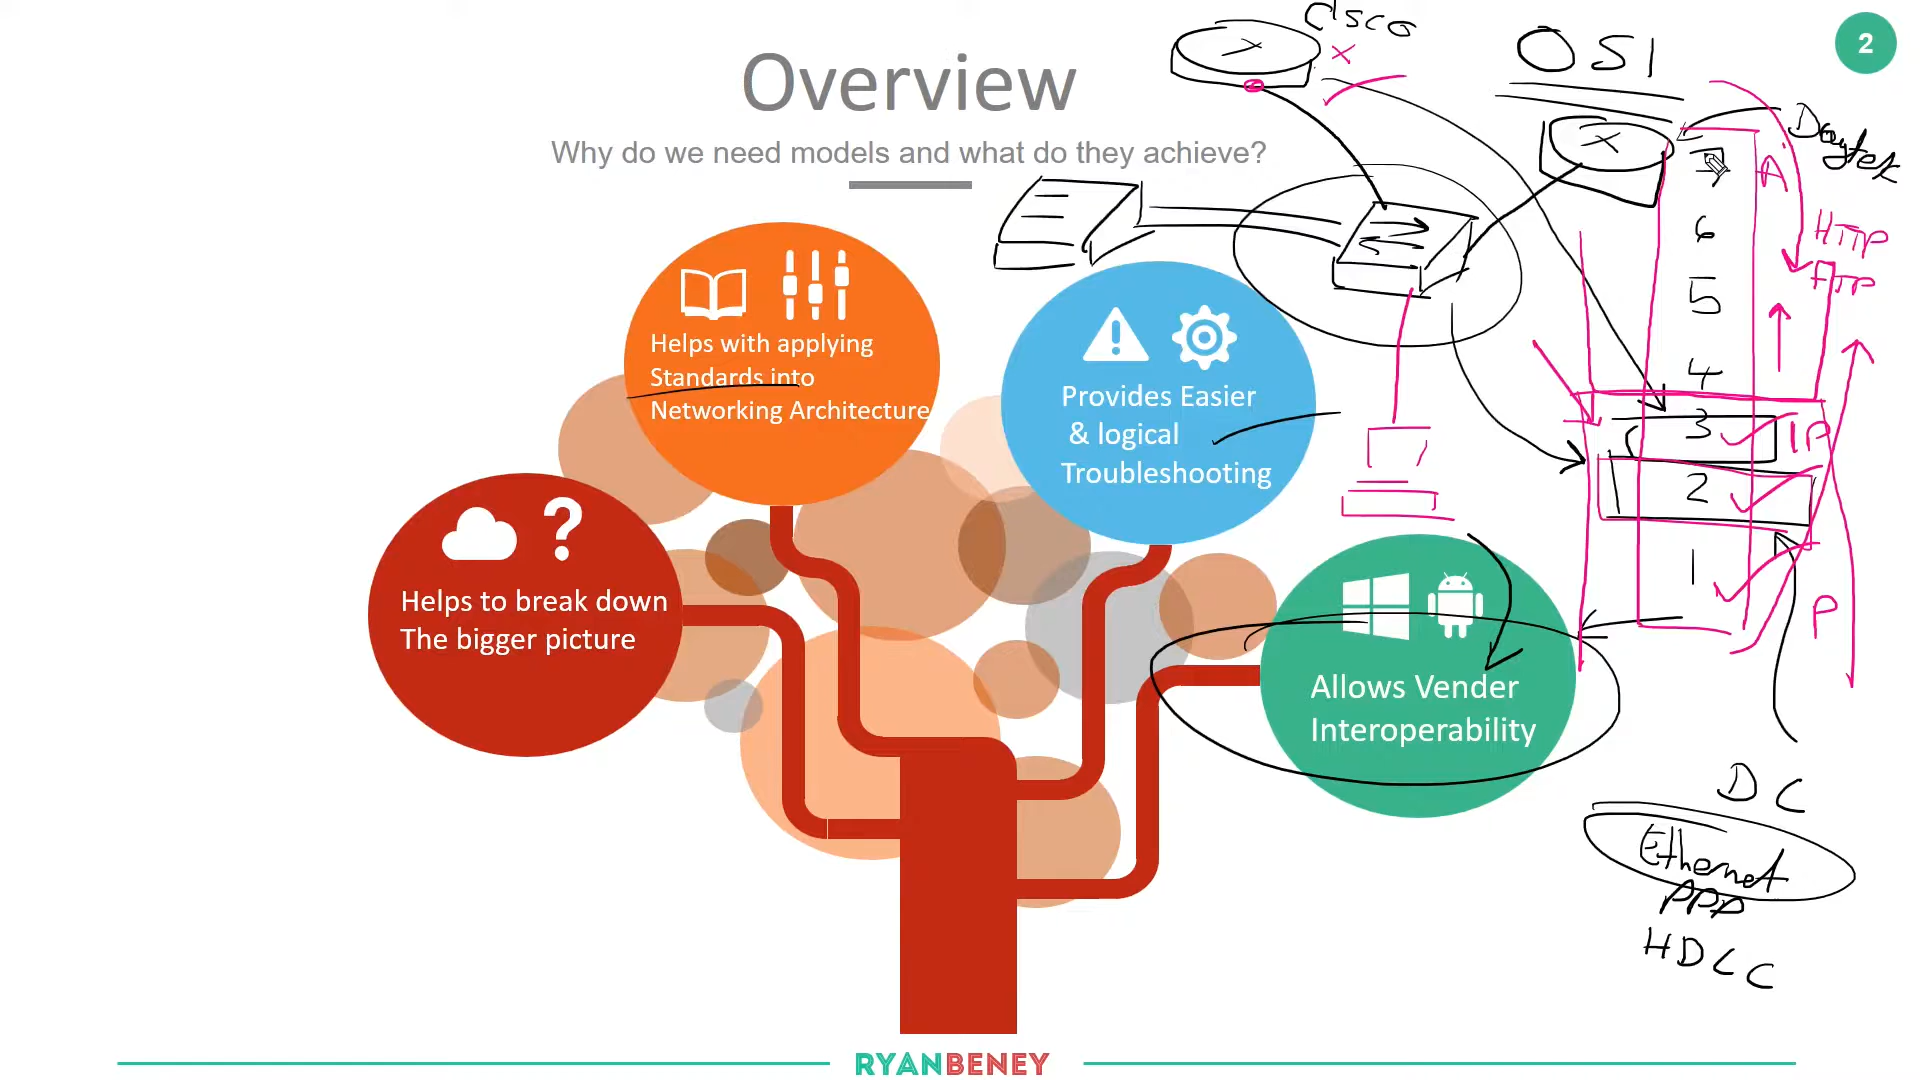 2
Overview
Why do we need models and what do they achieve?
Helps with applying
Standards into
Networking Architecture
Provides Easier
& logical
Troubleshooting
Helps to break down
The bigger picture
Allows Vender
Interoperability
cisco
OSI
7
A
6
HTTP
FTP
5
4
3
IP
2
1
P
DC
Ethernet
PPP
HDLC
RYANBENEY